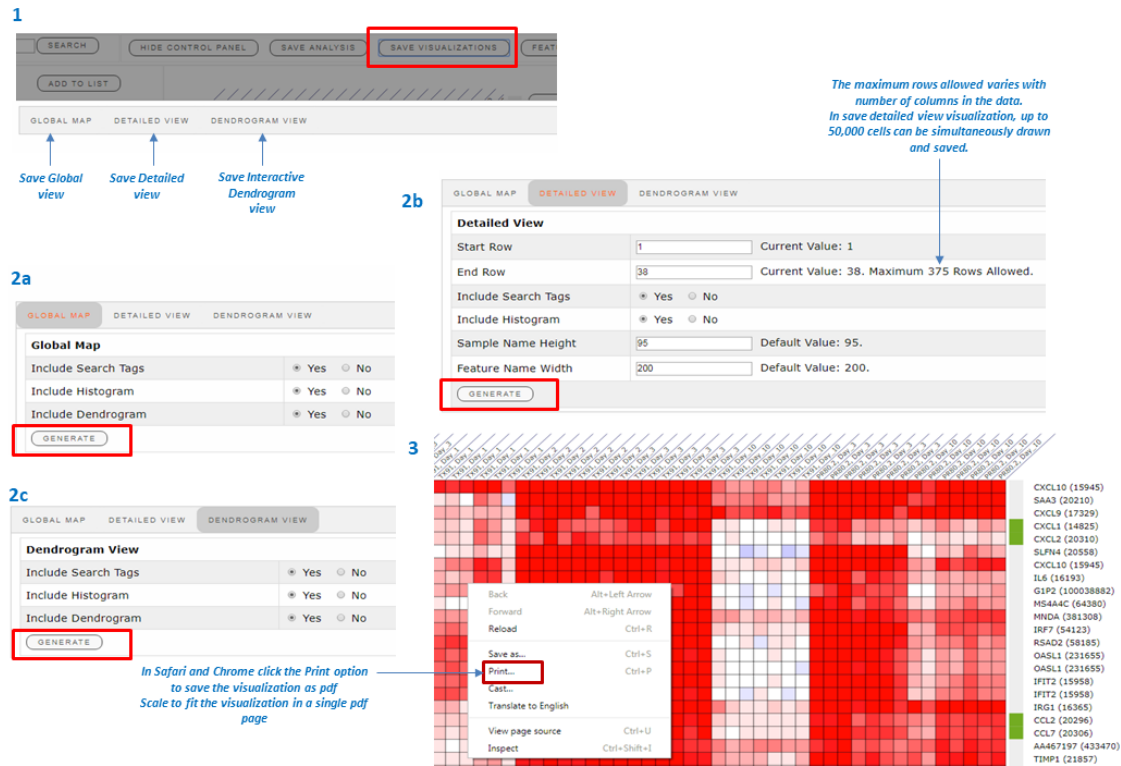 1
SEARCH
HIDE CONTROL PANEL
SAVE ANALYSIS
SAVE VISUALIZATIONS
ADD TO LIST
GLOBAL MAP
DETAILED VIEW
DENDROGRAM VIEW
Save Global
view
Save Detailed
view
Save Interactive
Dendrogram
view
The maximum rows allowed varies with
number of columns in the data.
In save detailed view visualization, up to
50,000 cells can be simultaneously drawn
and saved.
2a
GLOBAL MAP DETAILED VIEW DENDROGRAM VIEW
Global Map
Include Search Tags Yes No
Include Histogram Yes No
Include Dendrogram Yes No
GENERATE
2b
GLOBAL MAP DETAILED VIEW DENDROGRAM VIEW
Detailed View
Start Row 1 Current Value: 1
End Row 38 Current Value: 38. Maximum 375 Rows Allowed.
Include Search Tags Yes No
Include Histogram Yes No
Sample Name Height 95 Default Value: 95.
Feature Name Width 200 Default Value: 200.
GENERATE
2c
GLOBAL MAP DETAILED VIEW DENDROGRAM VIEW
Dendrogram View
Include Search Tags Yes No
Include Histogram Yes No
Include Dendrogram Yes No
GENERATE
In Safari and Chrome click the Print option
to save the visualization as pdf
Scale to fit the visualization in a single pdf
page
3
Back Alt+Left Arrow
Forward Alt+Right Arrow
Reload Ctrl+R
Save as... Ctrl+S
Print... Ctrl+P
Cast...
Translate to English
View page source Ctrl+U
Inspect Ctrl+Shift+I
CXCL10 (15945)
SAA3 (20210)
CXCL9 (17329)
CXCL1 (14825)
CXCL2 (20310)
SLFN4 (20558)
CXCL10 (15945)
IL6 (16193)
G1P2 (100038882)
MS4A4C (64380)
MNDA (381308)
IRF7 (54123)
RSAD2 (58185)
OASL1 (231655)
OASL1 (231655)
IFIT2 (15958)
IFIT2 (15958)
IRG1 (16365)
CCL2 (20296)
CCL7 (20306)
AA467197 (433470)
TIMP1 (21857)